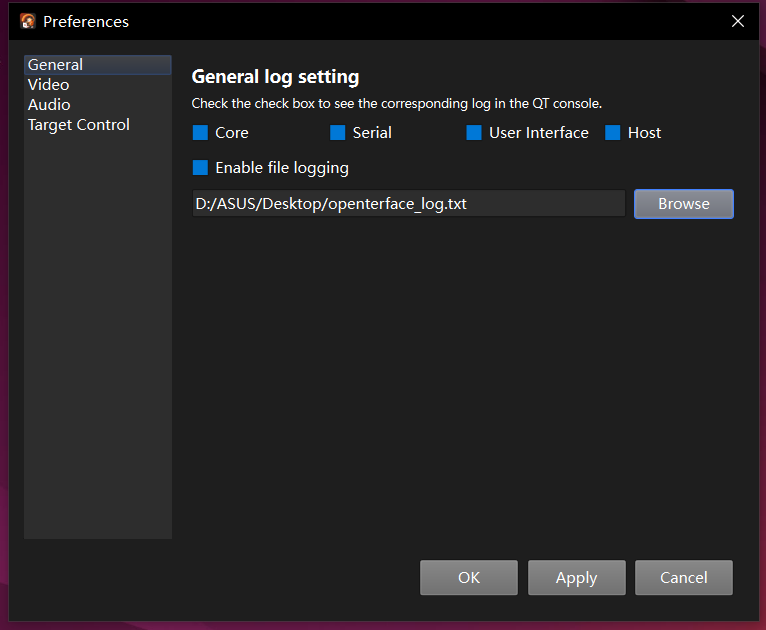 Preferences
General
Video
Audio
Target Control
General log setting
Check the check box to see the corresponding log in the QT console.
Core Serial User Interface Host
Enable file logging
D:/ASUS/Desktop/openterface_log.txt Browse
OK Apply Cancel